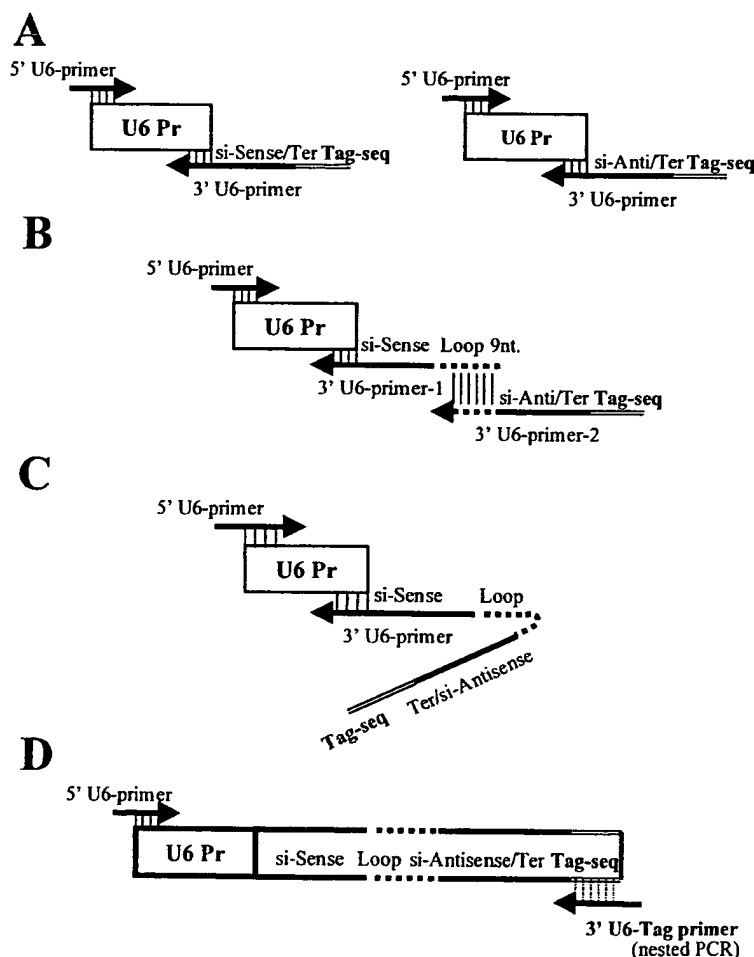 A
5' U6-primer
U6 Pr
si-Sense/Ter Tag-seq
3' U6-primer
5' U6-primer
U6 Pr
si-Anti/Ter Tag-seq
3' U6-primer
B
5' U6-primer
U6 Pr
si-Sense Loop 9nt.
3' U6-primer-1
si-Anti/Ter Tag-seq
3' U6-primer-2
C
5' U6-primer
U6 Pr
si-Sense Loop
3' U6-primer
Tag-seq Ter/si-Antisense
D
5' U6-primer
U6 Pr
si-Sense Loop si-Antisense/Ter Tag-seq
3' U6-Tag primer
(nested PCR)